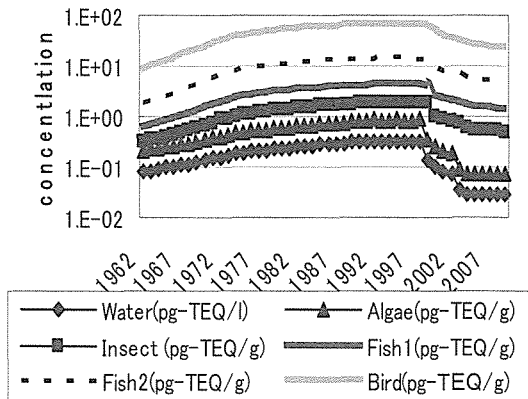 concentlation
1.E+02
1.E+01
1.E+00
1.E-01
1.E-02
1962
1967
1972
1977
1982
1987
1992
1997
2002
2007
Water(pg-TEQ/l)
Algae(pg-TEQ/g)
Insect(pg-TEQ/g)
Fish1(pg-TEQ/g)
Fish2(pg-TEQ/g)
Bird(pg-TEQ/g)